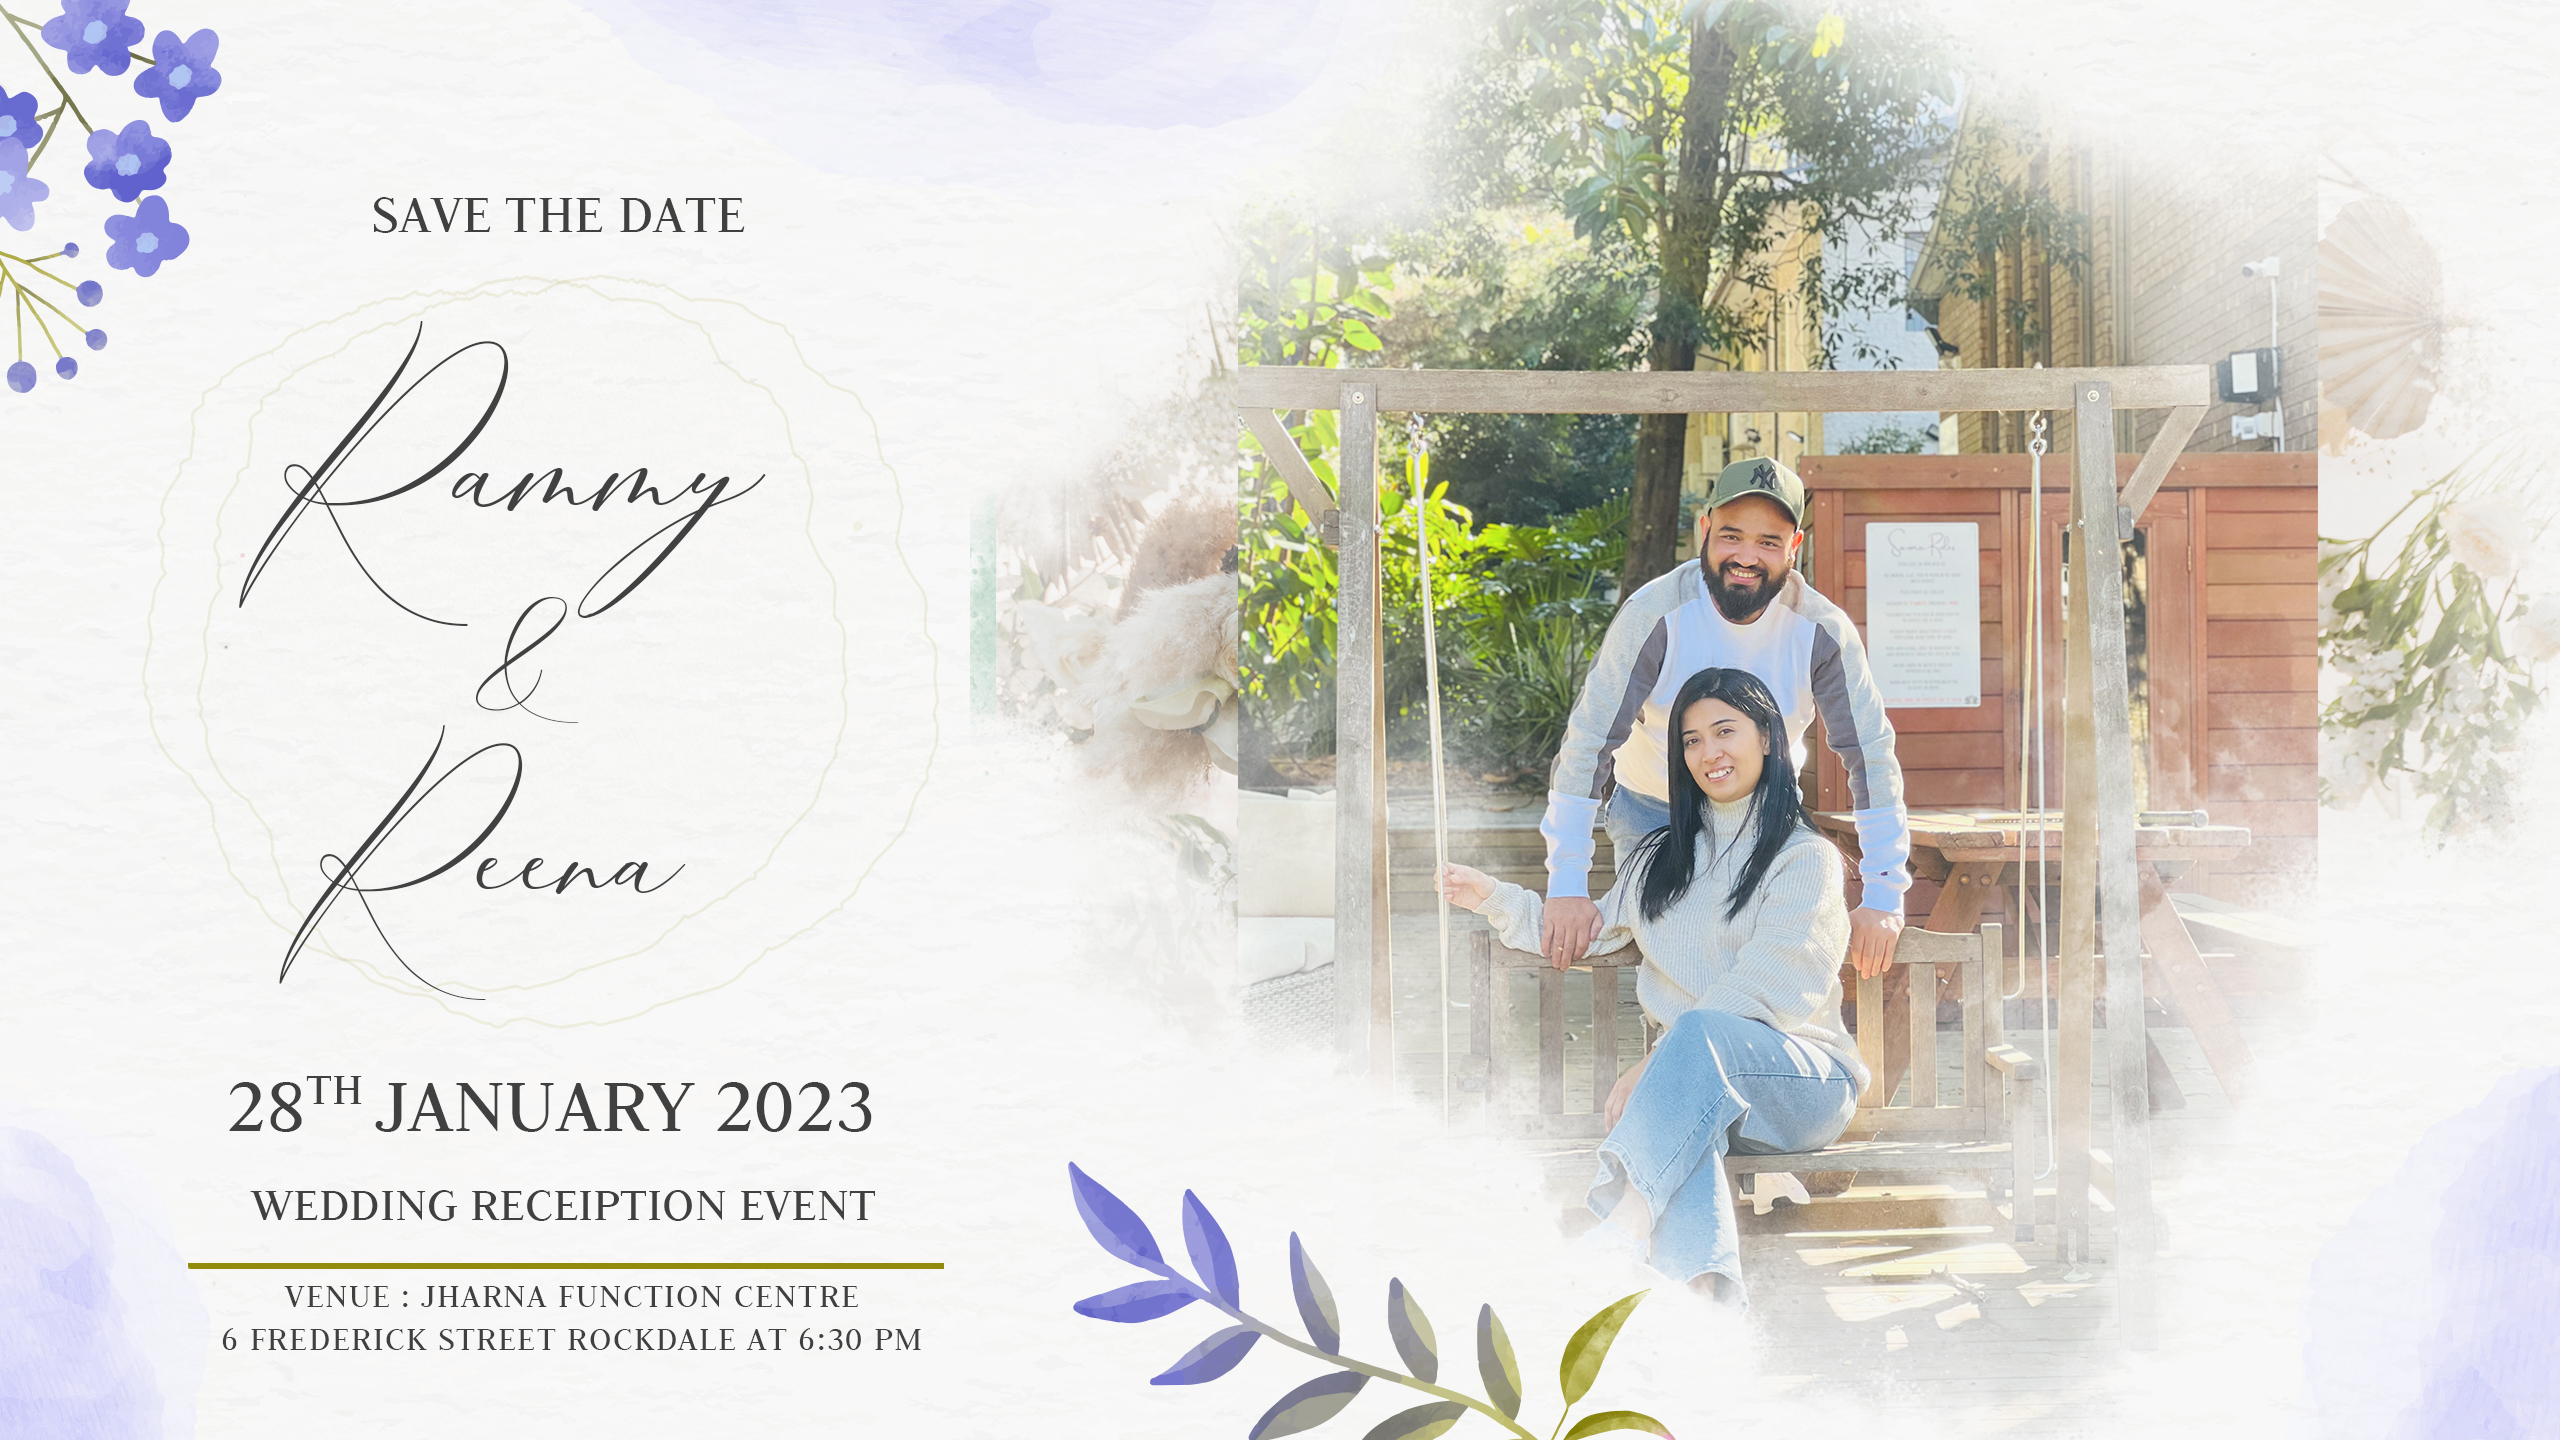 SAVE THE DATE
Rammy
&
Reena
28TH JANUARY 2023
WEDDING RECEIPTION EVENT
VENUE : JHARNA FUNCTION CENTRE
6 FREDERICK STREET ROCKDALE AT 6:30 PM
NY